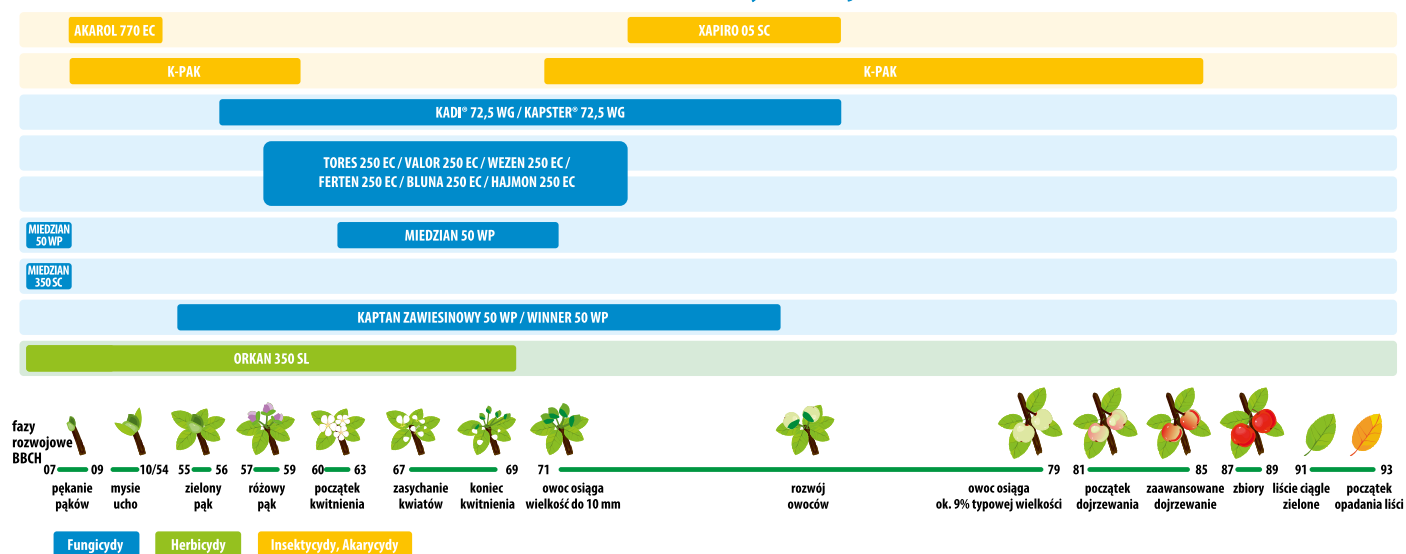 AKAROL 770 EC
XAPIRO 05 SC
K-PAK
K-PAK
KADI® 72,5 WG / KAPSTER® 72,5 WG
TORES 250 EC / VALOR 250 EC / WEZEN 250 EC /
FERTEN 250 EC / BLUNA 250 EC / HAJMON 250 EC
MIEDZIAN
50 WP
MIEDZIAN 50 WP
MIEDZIAN
350 SC
KAPTAN ZAWIESINOWY 50 WP / WINNER 50 WP
ORKAN 350 SL
fazy
rozwojowe
BBCH
07 09 10/54 55 56 57 59 60 63 67 69 71 79 81 85 87 89 91 93
pękanie
pąków
mysie
ucho
zielony
pąk
różowy
pąk
początek
kwitnienia
zasychanie
kwiatów
koniec
kwitnienia
owoc osiąga
wielkość do 10 mm
rozwój
owoców
owoc osiąga
ok. 9% typowej wielkości
początek
dojrzewania
zaawansowane
dojrzewanie
zbiory
liście ciągle
zielone
początek
opadania liści
Fungicydy
Herbicydy
Insektycydy, Akarycydy